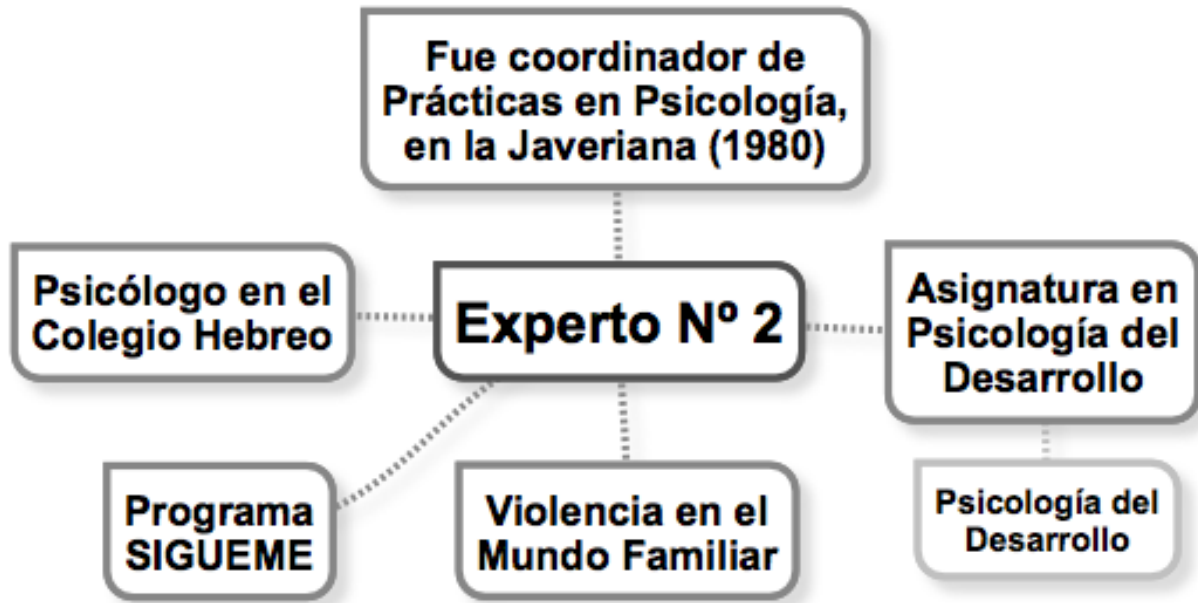 Fue coordinador de
Prácticas en Psicología,
en la Javeriana (1980)
Psicólogo en el
Colegio Hebreo
Experto Nº 2
Asignatura en
Psicología del
Desarrollo
Programa
SIGUEME
Violencia en el
Mundo Familiar
Psicología del
Desarrollo